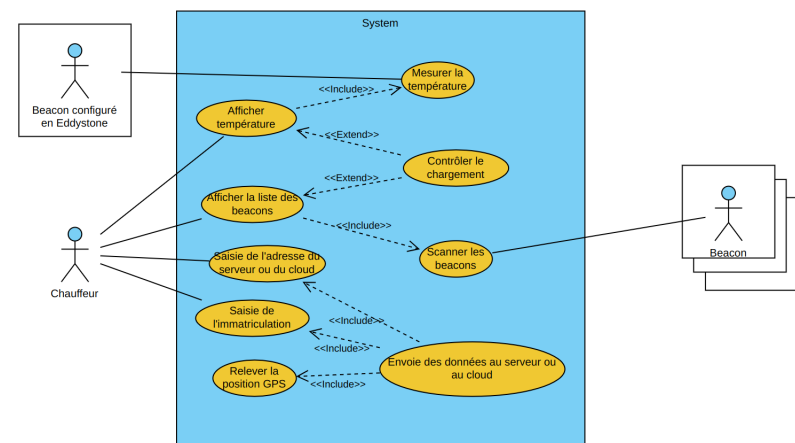 System
Mesurer la
température
<<Include>>
Beacon configuré
en Eddystone
Afficher
température
<<Extend>>
Contrôler le
chargement
<<Extend>>
Afficher la liste des
beacons
<<Include>>
Scanner les
beacons
Beacon
Saisie de l'adresse du
serveur ou du cloud
Chauffeur
Saisie de
l'immatriculation
<<Include>>
<<Include>>
Envoie des données au serveur ou
au cloud
Relever la
position GPS
<<Include>>